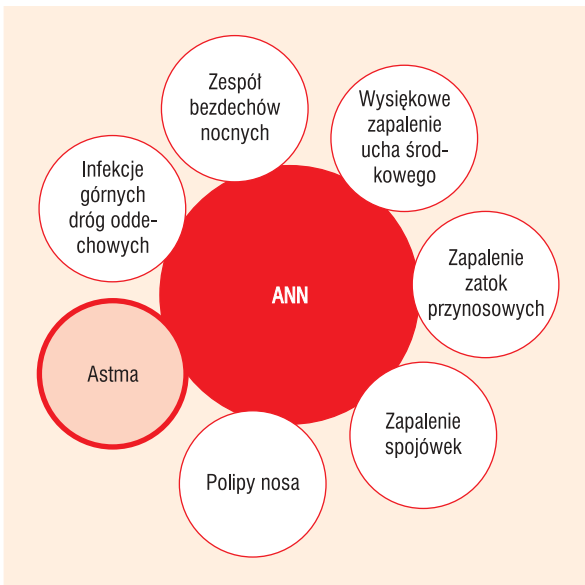 Zespół
bezdechów
nocnych
Wysiękowe
zapalenie
ucha środ-
kowego
Infekcje
górnych
dróg odde-
chowych
Zapalenie
zatok
przynosowych
ANN
Astma
Zapalenie
spojówek
Polipy nosa